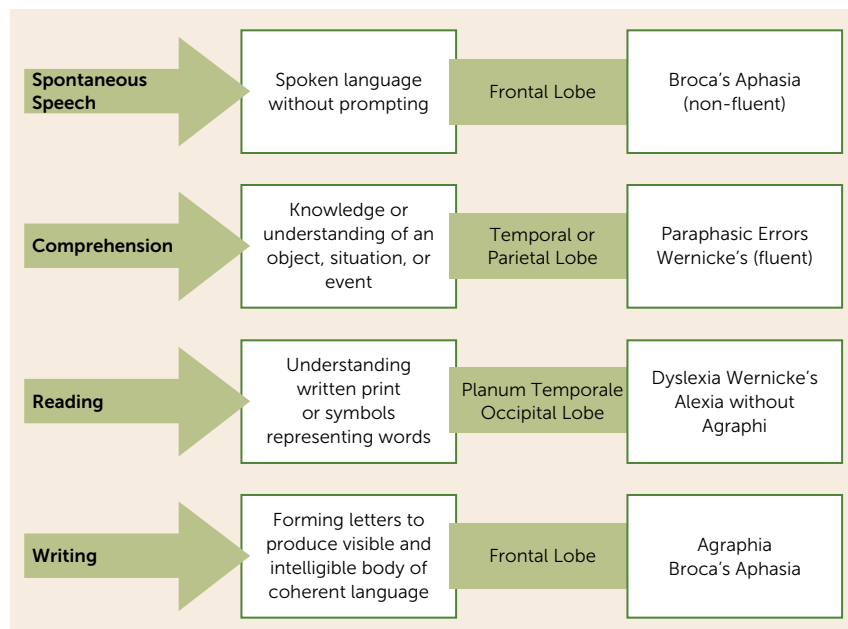 Spontaneous
Speech
Spoken language
without prompting
Frontal Lobe
Broca's Aphasia
(non-fluent)
Comprehension
Knowledge or
understanding of an
object, situation, or
event
Temporal or
Parietal Lobe
Paraphasic Errors
Wernicke's (fluent)
Reading
Understanding
written print
or symbols
representing words
Planum Temporale
Occipital Lobe
Dyslexia Wernicke's
Alexia without
Agraphi
Writing
Forming letters to
produce visible and
intelligible body of
coherent language
Frontal Lobe
Agraphia
Broca's Aphasia